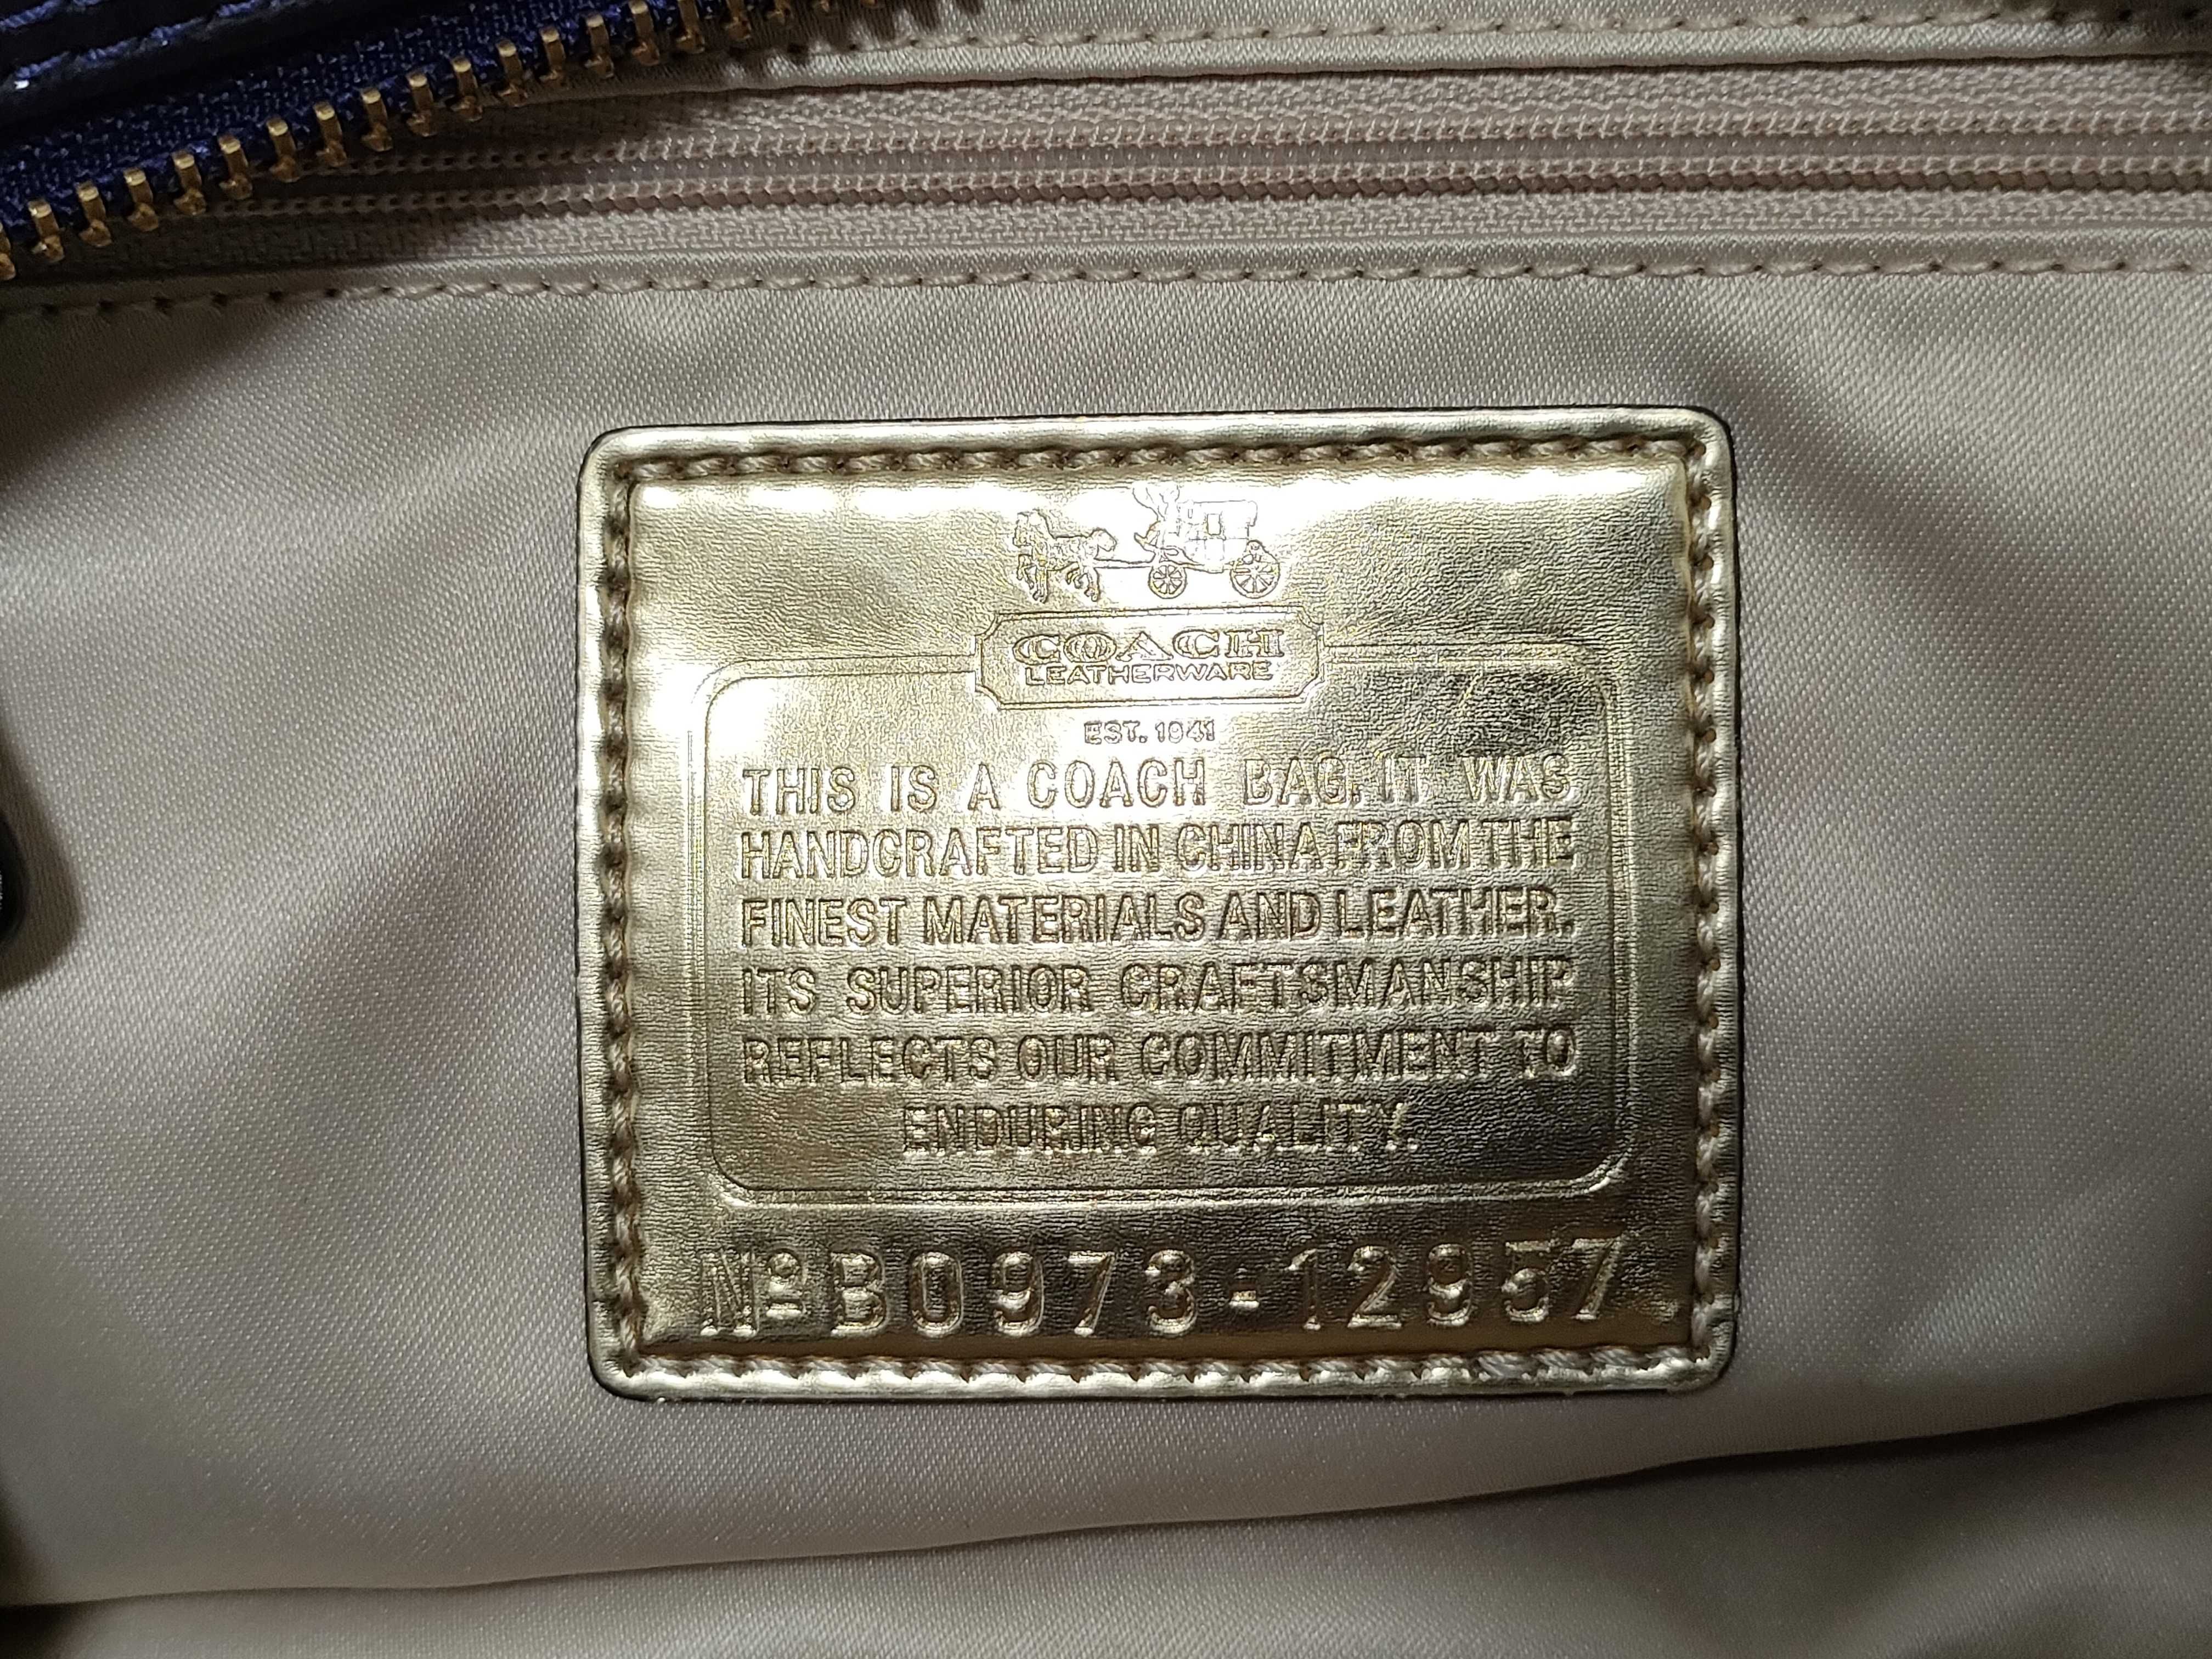 COACH
LEATHERWARE
EST. 1941
THIS IS A COACH BAG. IT WAS
HANDCRAFTED IN CHINA FROM THE
FINEST MATERIALS AND LEATHER.
ITS SUPERIOR CRAFTSMANSHIP
REFLECTS OUR COMMITMENT TO
ENDURING QUALITY.
Nº B0973-12957